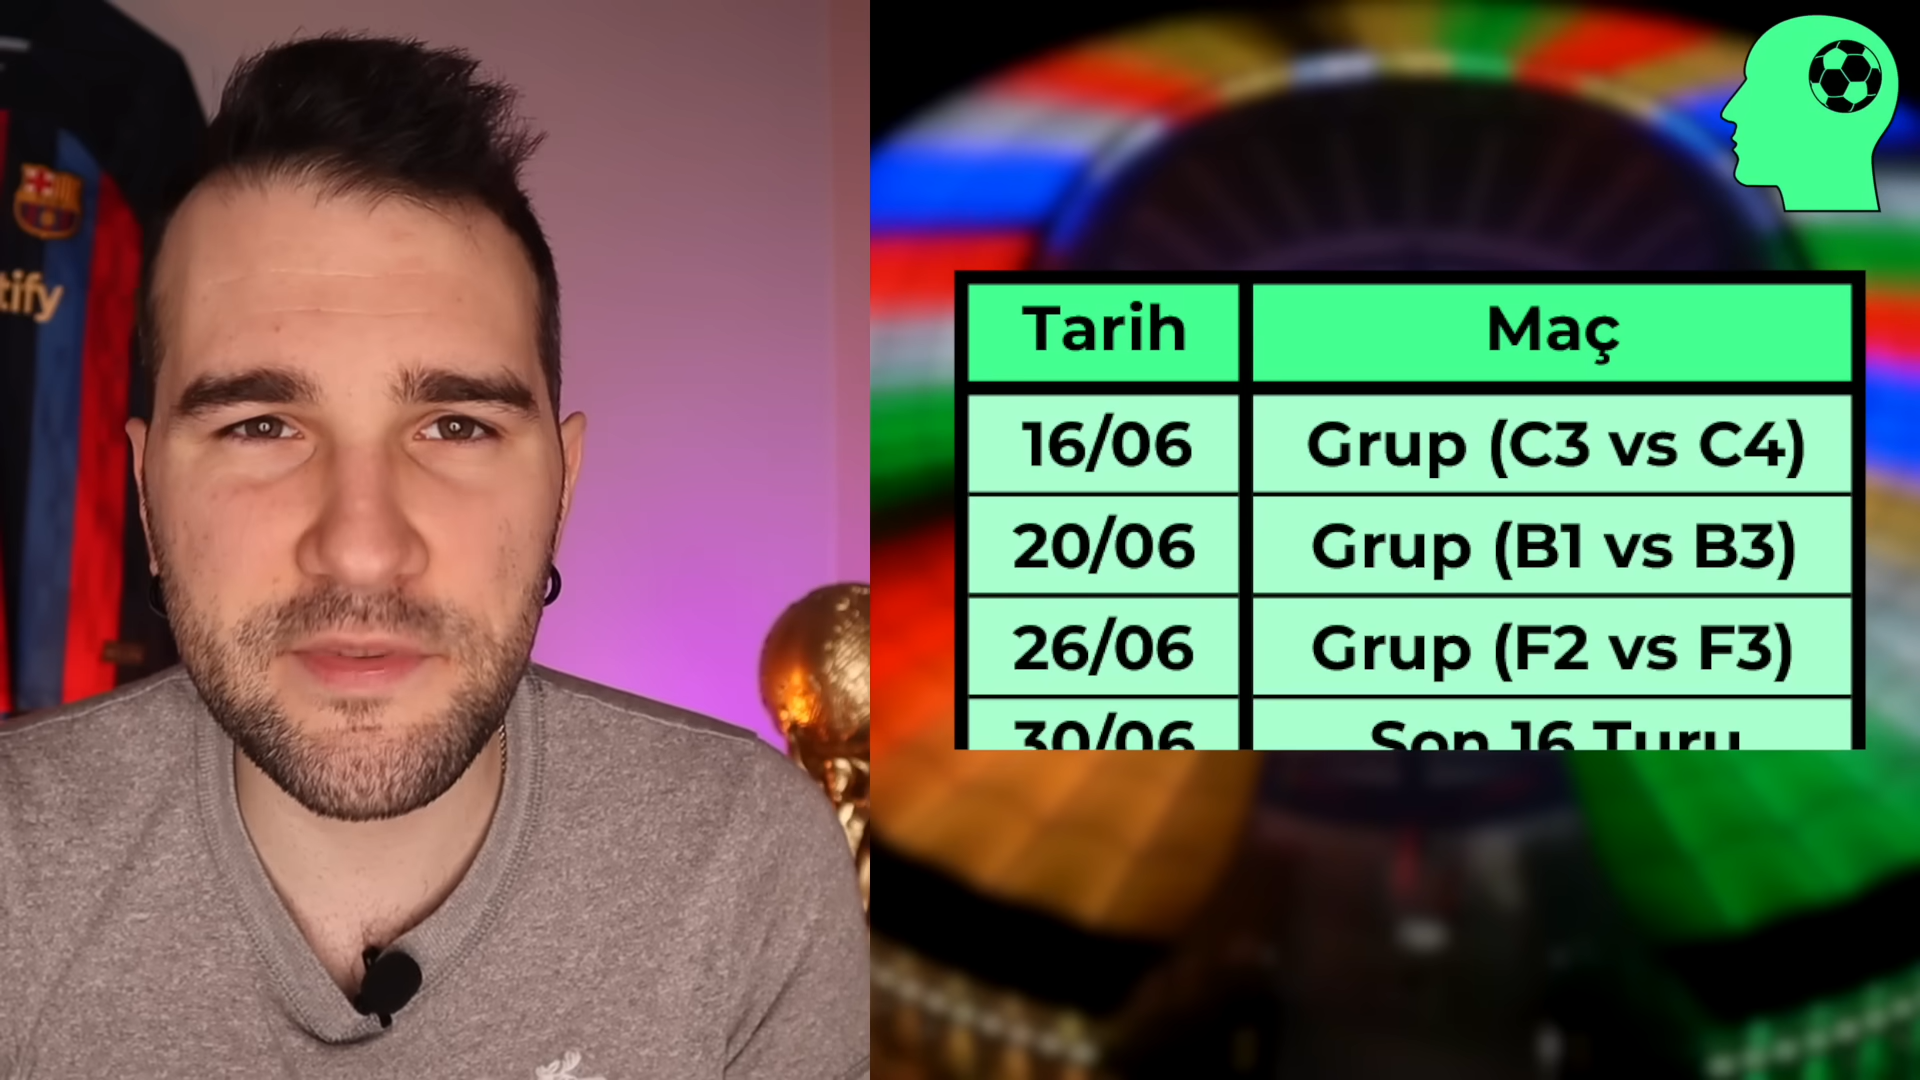 tify
Tarih Maç
16/06 Grup (C3 vs C4)
20/06 Grup (B1 vs B3)
26/06 Grup (F2 vs F3)
30/06 Son 16 Turu